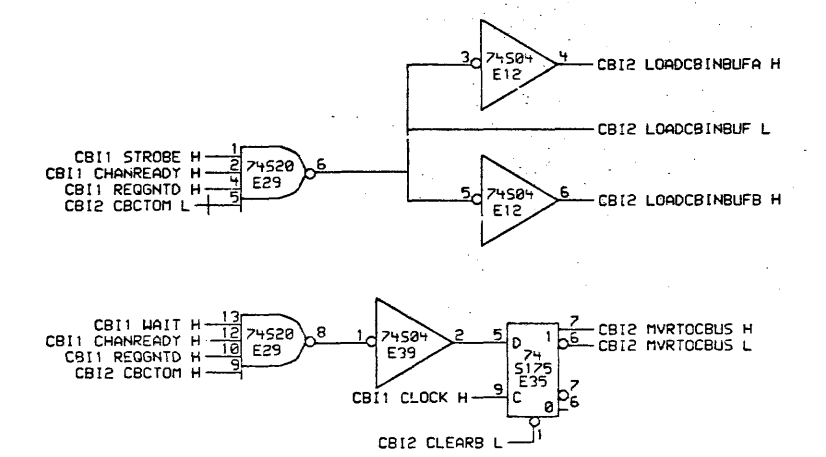 3 74S04 4 CBI2 LOADCBINBUFA H
E12
CBI2 LOADCBINBUF L
CBI1 STROBE H 1
CBI1 CHANREADY H 2 74S20 6
CBI1 REQGNTD H 4 E29
CBI2 CBCTOM L 5
5 74S04 6 CBI2 LOADCBINBUFB H
E12
CBI1 WAIT H 13
CBI1 CHANREADY H 12 74S20 8
CBI1 REQGNTD H 10 E29
CBI2 CBCTOM H 9
1 74S04 2
E39
5 D 1 7 CBI2 MVRTOCBUS H
6 CBI2 MVRTOCBUS L
74
S175
E35
CBI1 CLOCK H 9 C 7
0 6
CBI2 CLEARB L 1